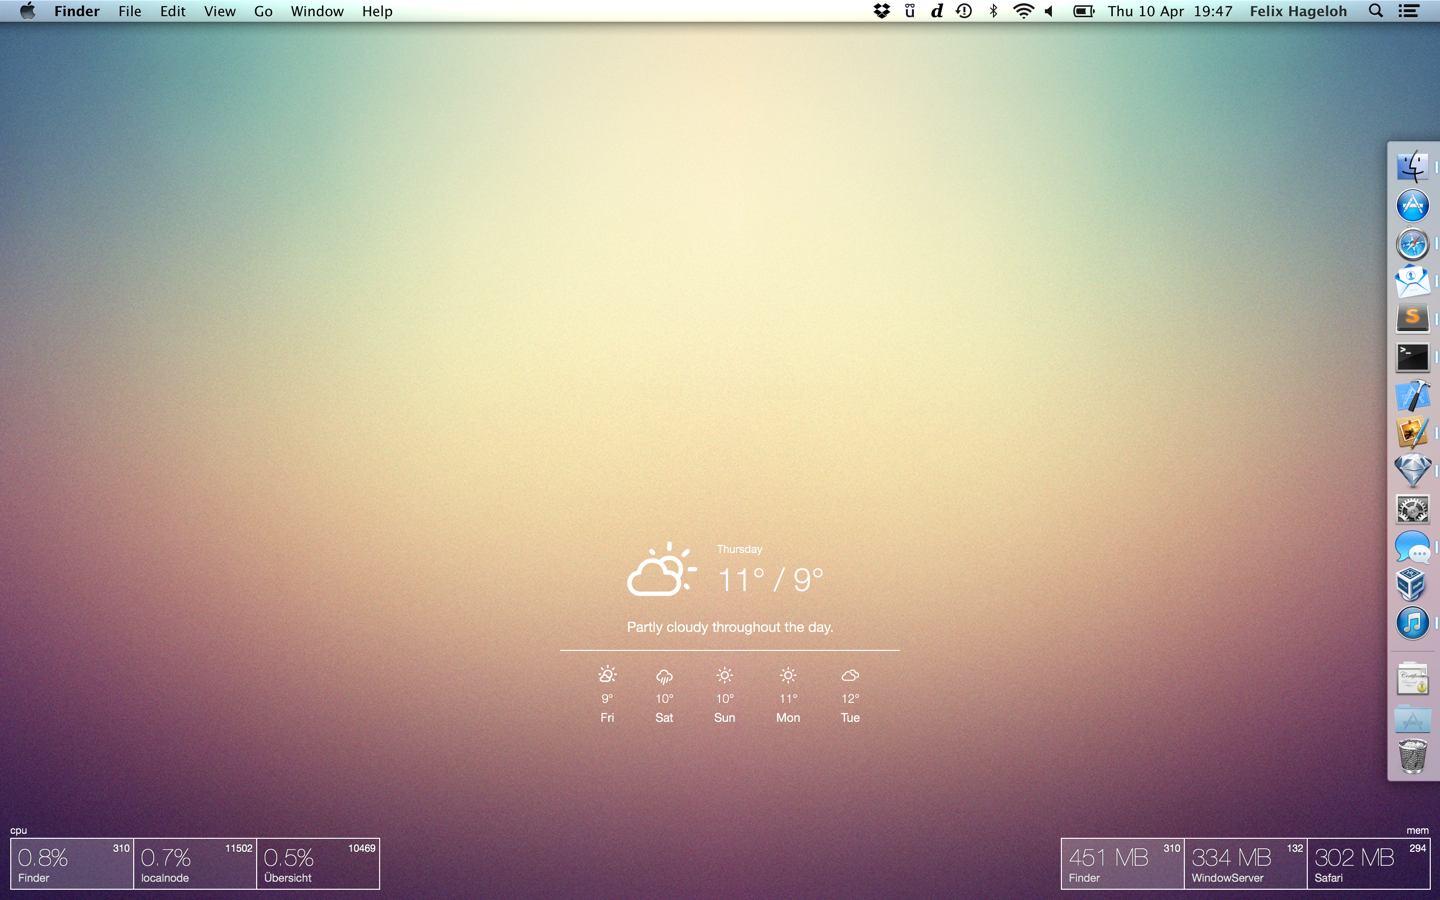 Finder File Edit View Go Window Help ü d Thu 10 Apr 19:47 Felix Hageloh
S
>_
Thursday
11° / 9°
Partly cloudy throughout the day.
9° 10° 10° 11° 12°
Fri Sat Sun Mon Tue
cpu
0.8% 310 0.7% 11502 0.5% 10469
Finder localnode Übersicht
mem
451 MB 310 334 MB 132 302 MB 294
Finder WindowServer Safari